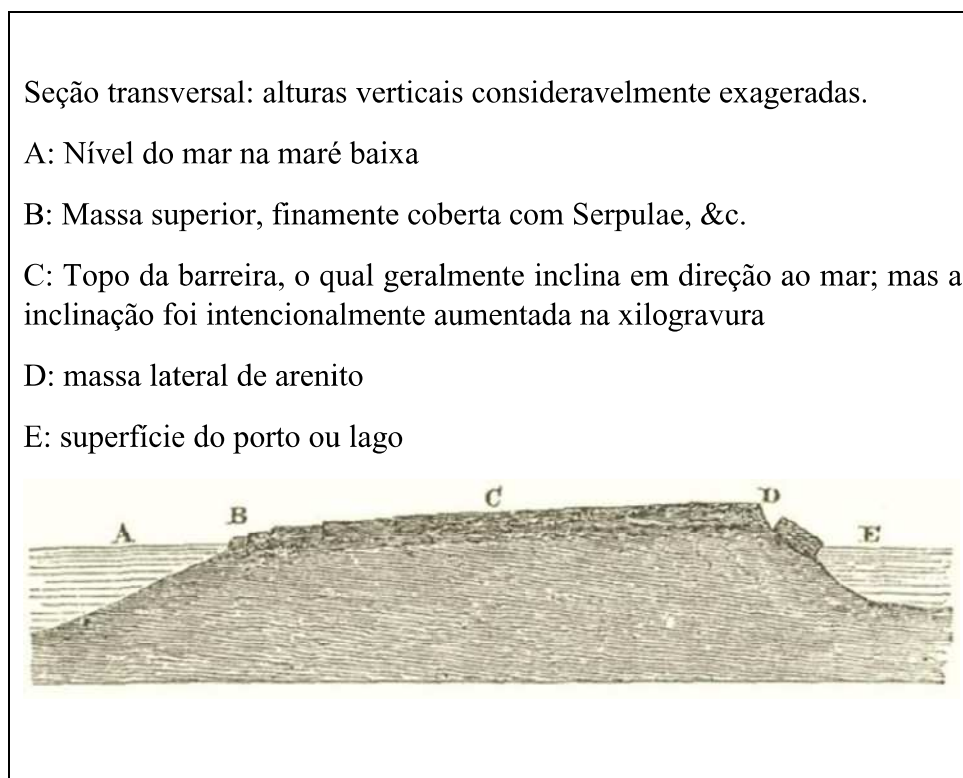 Seção transversal: alturas verticais consideravelmente exageradas.
A: Nível do mar na maré baixa
B: Massa superior, finamente coberta com Serpulae, &c.
C: Topo da barreira, o qual geralmente inclina em direção ao mar; mas a
inclinação foi intencionalmente aumentada na xilogravura
D: massa lateral de arenito
E: superfície do porto ou lago
A B C D E